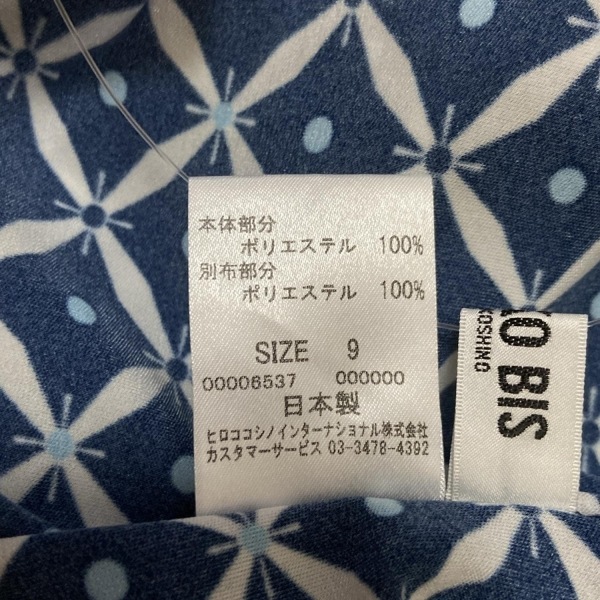 本体部分
ポリエステル 100%
別布部分
ポリエステル 100%
SIZE 9
00006537 000000
日本製
ヒロココシノインターナショナル株式会社
カスタマーサービス 03-3478-4392
KO BIS
KOSHINO